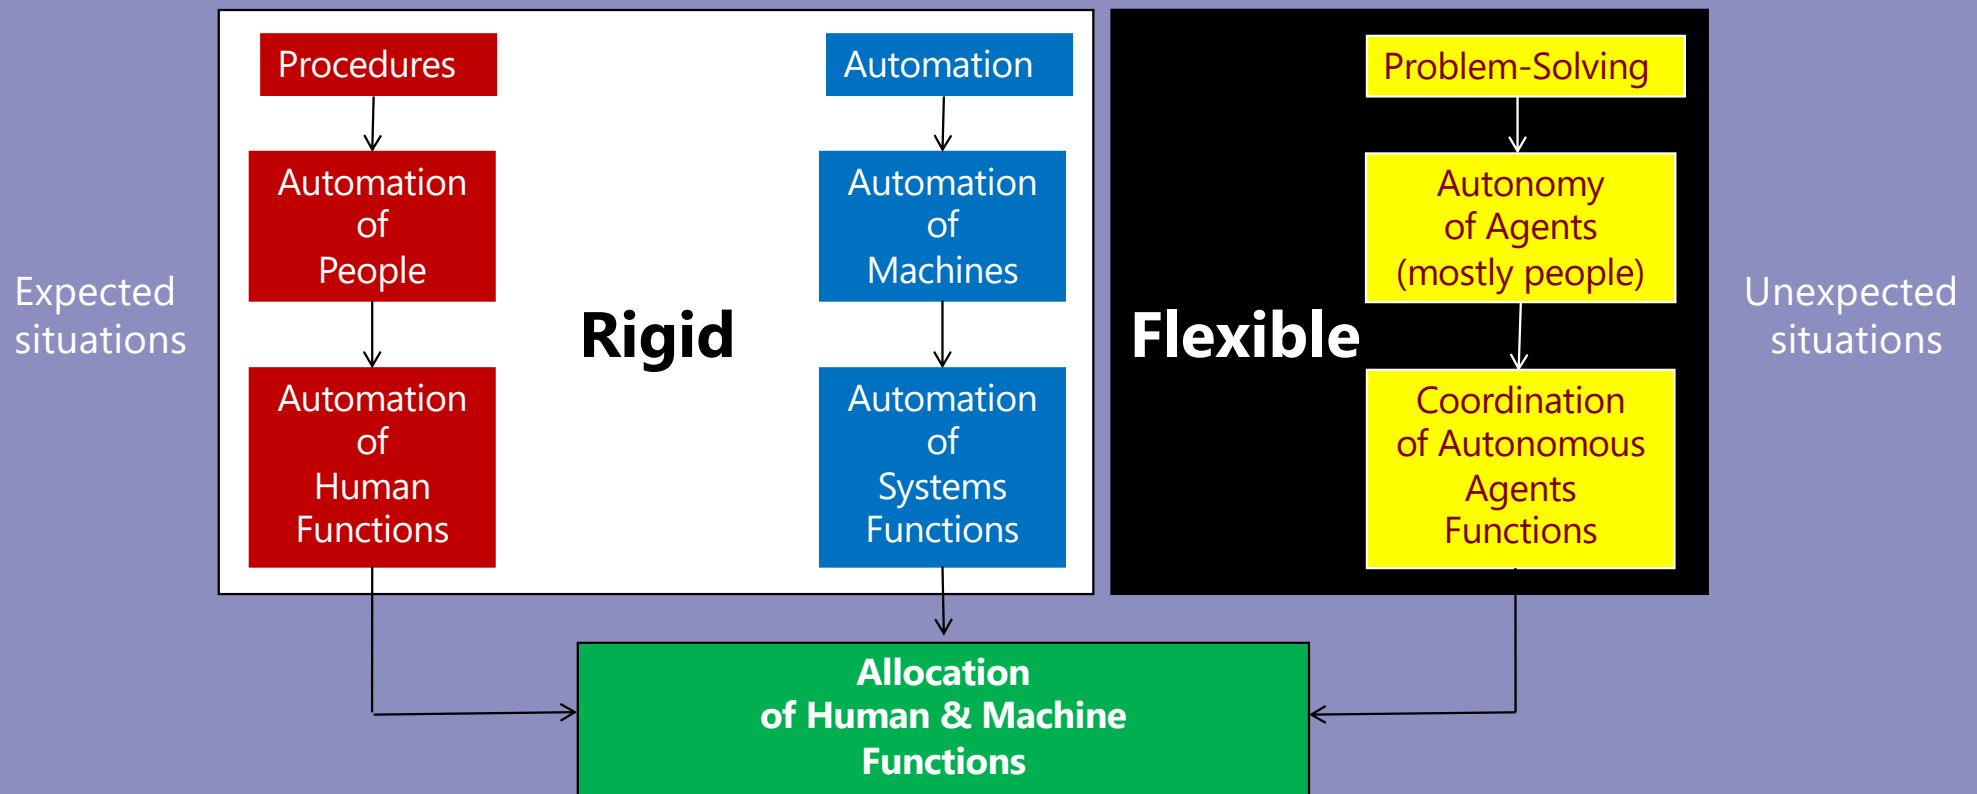 Expected
situations
Procedures
Automation
of
People
Automation
of
Human
Functions
Rigid
Automation
Automation
of
Machines
Automation
of
Systems
Functions
Flexible
Problem-Solving
Autonomy
of Agents
(mostly people)
Coordination
of Autonomous
Agents
Functions
Unexpected
situations
Allocation
of Human & Machine
Functions